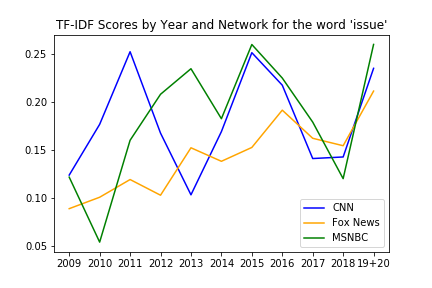 TF-IDF Scores by Year and Network for the word 'issue'
0.25
0.20
0.15
0.10
0.05
CNN
Fox News
MSNBC
2009 2010 2011 2012 2013 2014 2015 2016 2017 2018 19+20